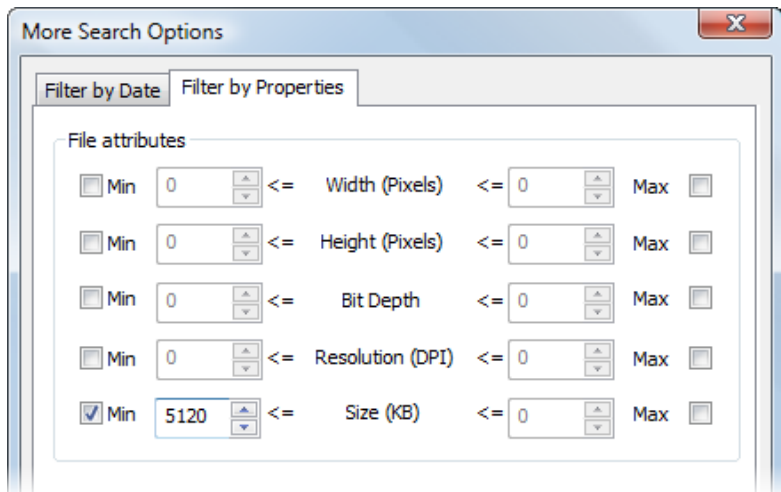 More Search Options
Filter by Date Filter by Properties
File attributes
Min 0 <= Width (Pixels) <= 0 Max
Min 0 <= Height (Pixels) <= 0 Max
Min 0 <= Bit Depth <= 0 Max
Min 0 <= Resolution (DPI) <= 0 Max
Min 5120 <= Size (KB) <= 0 Max